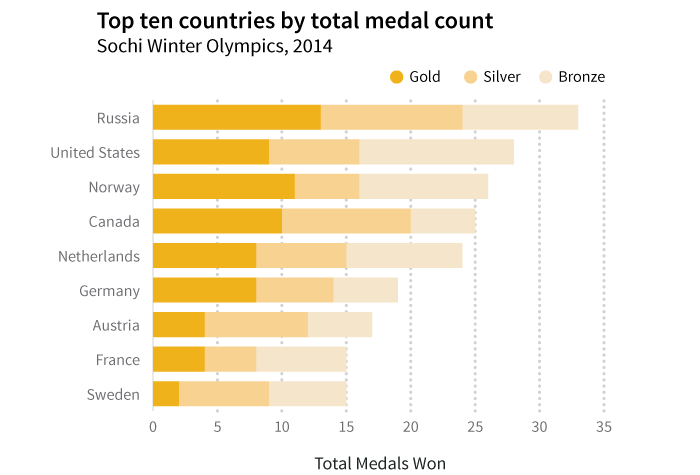 Top ten countries by total medal count
Sochi Winter Olympics, 2014
Gold Silver Bronze
Russia
United States
Norway
Canada
Netherlands
Germany
Austria
France
Sweden
0 5 10 15 20 25 30 35
Total Medals Won